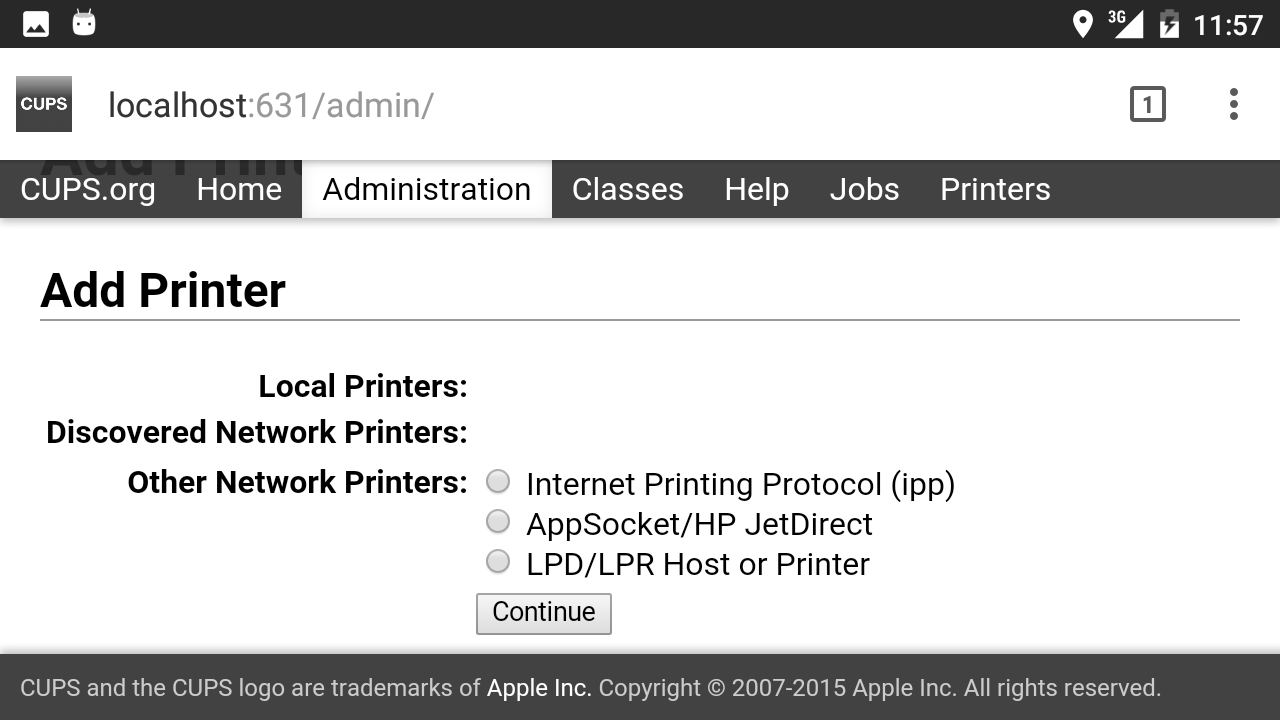 3G 11:57
CUPS localhost:631/admin/ 1
Add Print
CUPS.org Home Administration Classes Help Jobs Printers
Add Printer
Local Printers:
Discovered Network Printers:
Other Network Printers: Internet Printing Protocol (ipp)
AppSocket/HP JetDirect
LPD/LPR Host or Printer
Continue
CUPS and the CUPS logo are trademarks of Apple Inc. Copyright © 2007-2015 Apple Inc. All rights reserved.